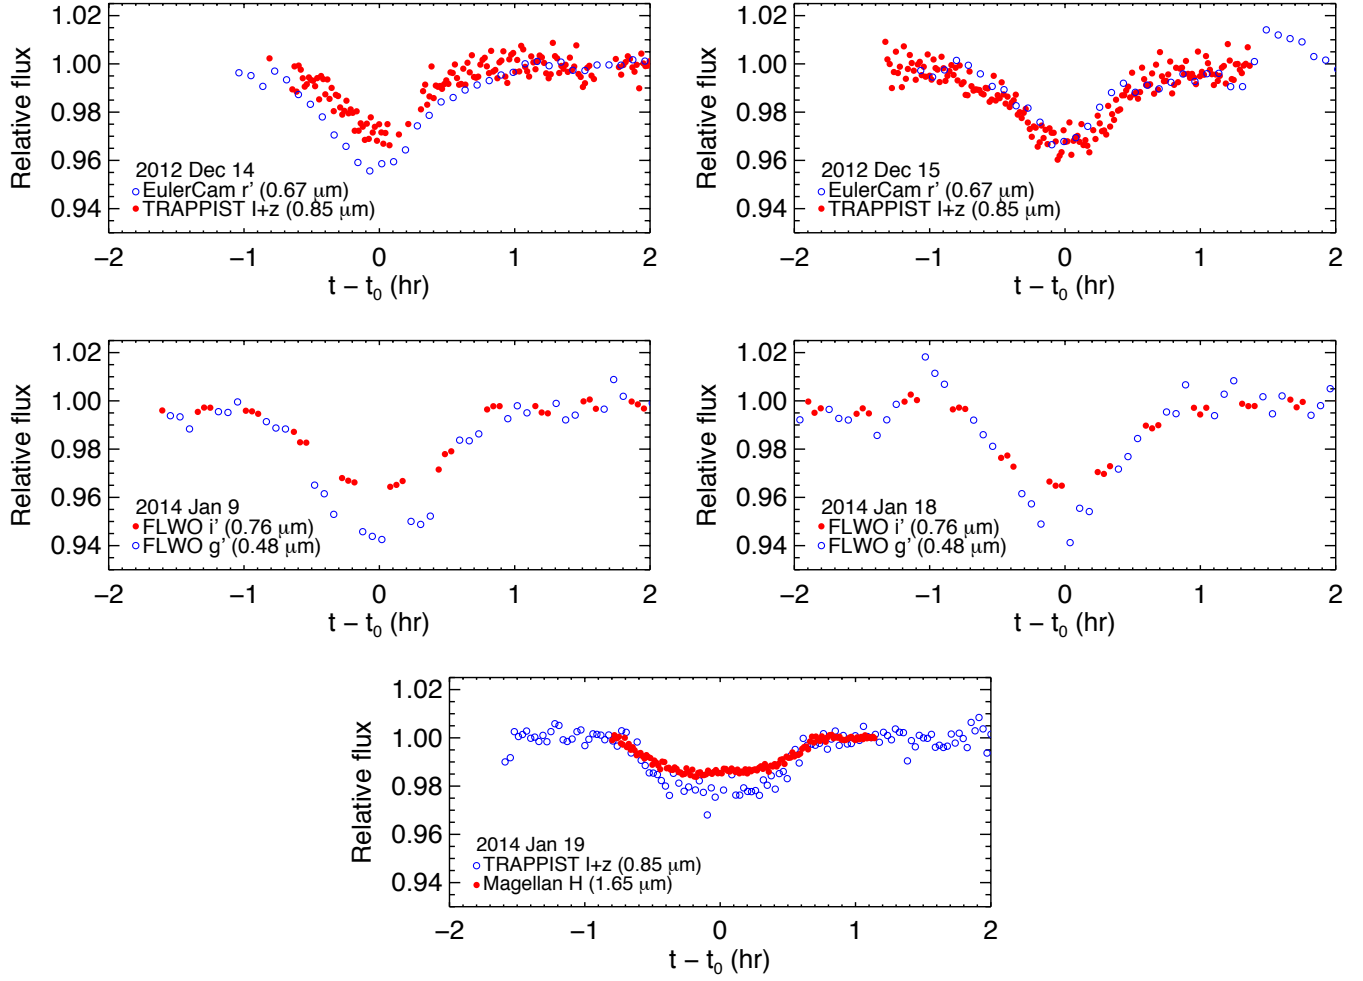 1.02
1.00
0.98
0.96
0.94
Relative flux
2012 Dec 14
EulerCam r' (0.67 μm)
TRAPPIST I+z (0.85 μm)
−2 −1 0 1 2
t − t₀ (hr)
1.02
1.00
0.98
0.96
0.94
Relative flux
2012 Dec 15
EulerCam r' (0.67 μm)
TRAPPIST I+z (0.85 μm)
−2 −1 0 1 2
t − t₀ (hr)
1.02
1.00
0.98
0.96
0.94
Relative flux
2014 Jan 9
FLWO i' (0.76 μm)
FLWO g' (0.48 μm)
−2 −1 0 1 2
t − t₀ (hr)
1.02
1.00
0.98
0.96
0.94
Relative flux
2014 Jan 18
FLWO i' (0.76 μm)
FLWO g' (0.48 μm)
−2 −1 0 1 2
t − t₀ (hr)
1.02
1.00
0.98
0.96
0.94
Relative flux
2014 Jan 19
TRAPPIST I+z (0.85 μm)
Magellan H (1.65 μm)
−2 −1 0 1 2
t − t₀ (hr)